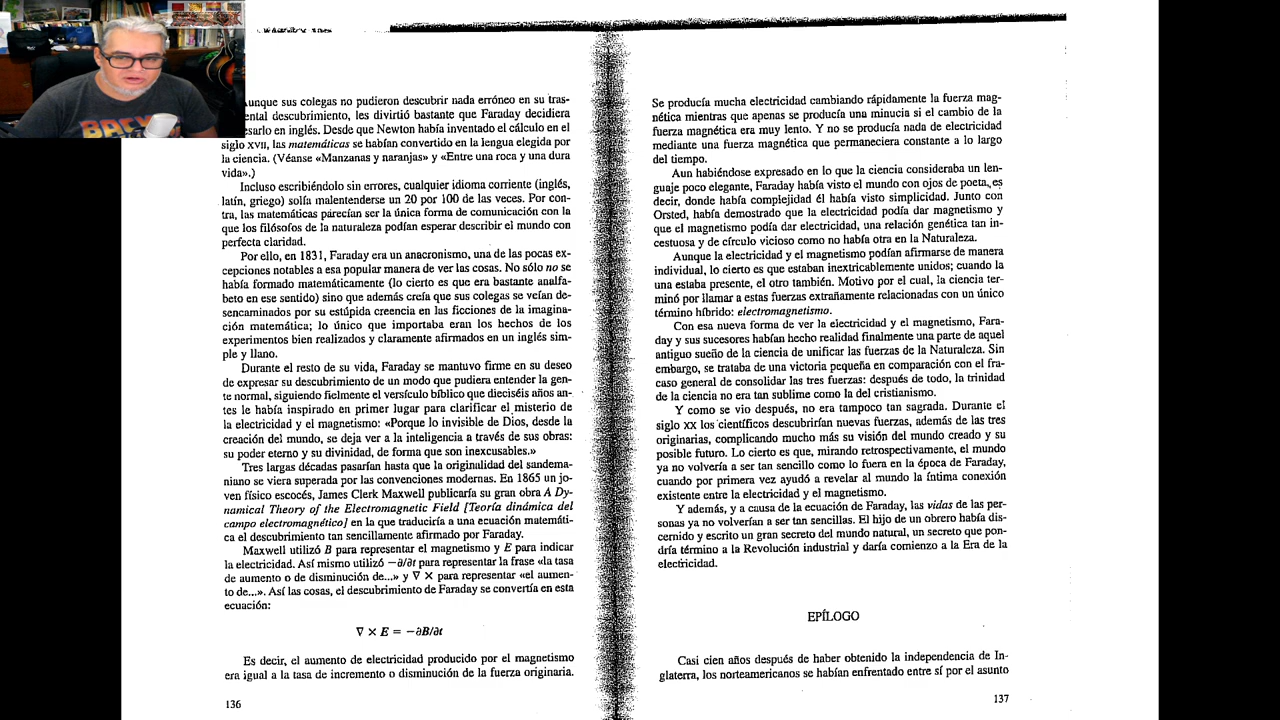 BACK
unque sus colegas no pudieron descubrir nada erróneo en su tras-
ental descubrimiento, les divirtió bastante que Faraday decidiera
esarlo en inglés. Desde que Newton había inventado el cálculo en el
siglo XVII, las matemáticas se habían convertido en la lengua elegida por
la ciencia. (Véanse «Manzanas y naranjas» y «Entre una roca y una dura
vida».)
Incluso escribiéndolo sin errores, cualquier idioma corriente (inglés,
latín, griego) solía malentenderse un 20 por 100 de las veces. Por con-
tra, las matemáticas parecían ser la única forma de comunicación con la
que los filósofos de la naturaleza podían esperar describir el mundo con
perfecta claridad.
Por ello, en 1831, Faraday era un anacronismo, una de las pocas ex-
cepciones notables a esa popular manera de ver las cosas. No sólo no se
había formado matemáticamente (lo cierto es que era bastante analfa-
beto en ese sentido) sino que además creía que sus colegas se veían de-
sencaminados por su estúpida creencia en las ficciones de la imagina-
ción matemática; lo único que importaba eran los hechos de los
experimentos bien realizados y claramente afirmados en un inglés sim-
ple y llano.
Durante el resto de su vida, Faraday se mantuvo firme en su deseo
de expresar su descubrimiento de un modo que pudiera entender la gen-
te normal, siguiendo fielmente el versículo bíblico que dieciséis años an-
tes le había inspirado en primer lugar para clarificar el misterio de
la electricidad y el magnetismo: «Porque lo invisible de Dios, desde la
creación del mundo, se deja ver a la inteligencia a través de sus obras:
su poder eterno y su divinidad, de forma que son inexcusables.»
Tres largas décadas pasarían hasta que la originalidad del sandema-
niano se viera superada por las convenciones modernas. En 1865 un jo-
ven físico escocés, James Clerk Maxwell publicaría su gran obra A Dy-
namical Theory of the Electromagnetic Field [Teoría dinámica del
campo electromagnético] en la que traduciría a una ecuación matemáti-
ca el descubrimiento tan sencillamente afirmado por Faraday.
Maxwell utilizó B para representar el magnetismo y E para indicar
la electricidad. Así mismo utilizó −∂/∂t para representar la frase «la tasa
de aumento o de disminución de...» y ∇ × para representar «el aumen-
to de...». Así las cosas, el descubrimiento de Faraday se convertía en esta
ecuación:
∇ × E = −∂B/∂t
Es decir, el aumento de electricidad producido por el magnetismo
era igual a la tasa de incremento o disminución de la fuerza originaria.
136
Se producía mucha electricidad cambiando rápidamente la fuerza mag-
nética mientras que apenas se producía una minucia si el cambio de la
fuerza magnética era muy lento. Y no se producía nada de electricidad
mediante una fuerza magnética que permaneciera constante a lo largo
del tiempo.
Aun habiéndose expresado en lo que la ciencia consideraba un len-
guaje poco elegante, Faraday había visto el mundo con ojos de poeta, es
decir, donde había complejidad él había visto simplicidad. Junto con
Orsted, había demostrado que la electricidad podía dar magnetismo y
que el magnetismo podía dar electricidad, una relación genética tan in-
cestuosa y de círculo vicioso como no había otra en la Naturaleza.
Aunque la electricidad y el magnetismo podían afirmarse de manera
individual, lo cierto es que estaban inextricablemente unidos; cuando la
una estaba presente, el otro también. Motivo por el cual, la ciencia ter-
minó por llamar a estas fuerzas extrañamente relacionadas con un único
término híbrido: electromagnetismo.
Con esa nueva forma de ver la electricidad y el magnetismo, Fara-
day y sus sucesores habían hecho realidad finalmente una parte de aquel
antiguo sueño de la ciencia de unificar las fuerzas de la Naturaleza. Sin
embargo, se trataba de una victoria pequeña en comparación con el fra-
caso general de consolidar las tres fuerzas: después de todo, la trinidad
de la ciencia no era tan sublime como la del cristianismo.
Y como se vio después, no era tampoco tan sagrada. Durante el
siglo XX los científicos descubrirían nuevas fuerzas, además de las tres
originarias, complicando mucho más su visión del mundo creado y su
posible futuro. Lo cierto es que, mirando retrospectivamente, el mundo
ya no volvería a ser tan sencillo como lo fuera en la época de Faraday,
cuando por primera vez ayudó a revelar al mundo la íntima conexión
existente entre la electricidad y el magnetismo.
Y además, y a causa de la ecuación de Faraday, las vidas de las per-
sonas ya no volverían a ser tan sencillas. El hijo de un obrero había dis-
cernido y escrito un gran secreto del mundo natural, un secreto que pon-
dría término a la Revolución industrial y daría comienzo a la Era de la
electricidad.
EPÍLOGO
Casi cien años después de haber obtenido la independencia de In-
glaterra, los norteamericanos se habían enfrentado entre sí por el asunto
137